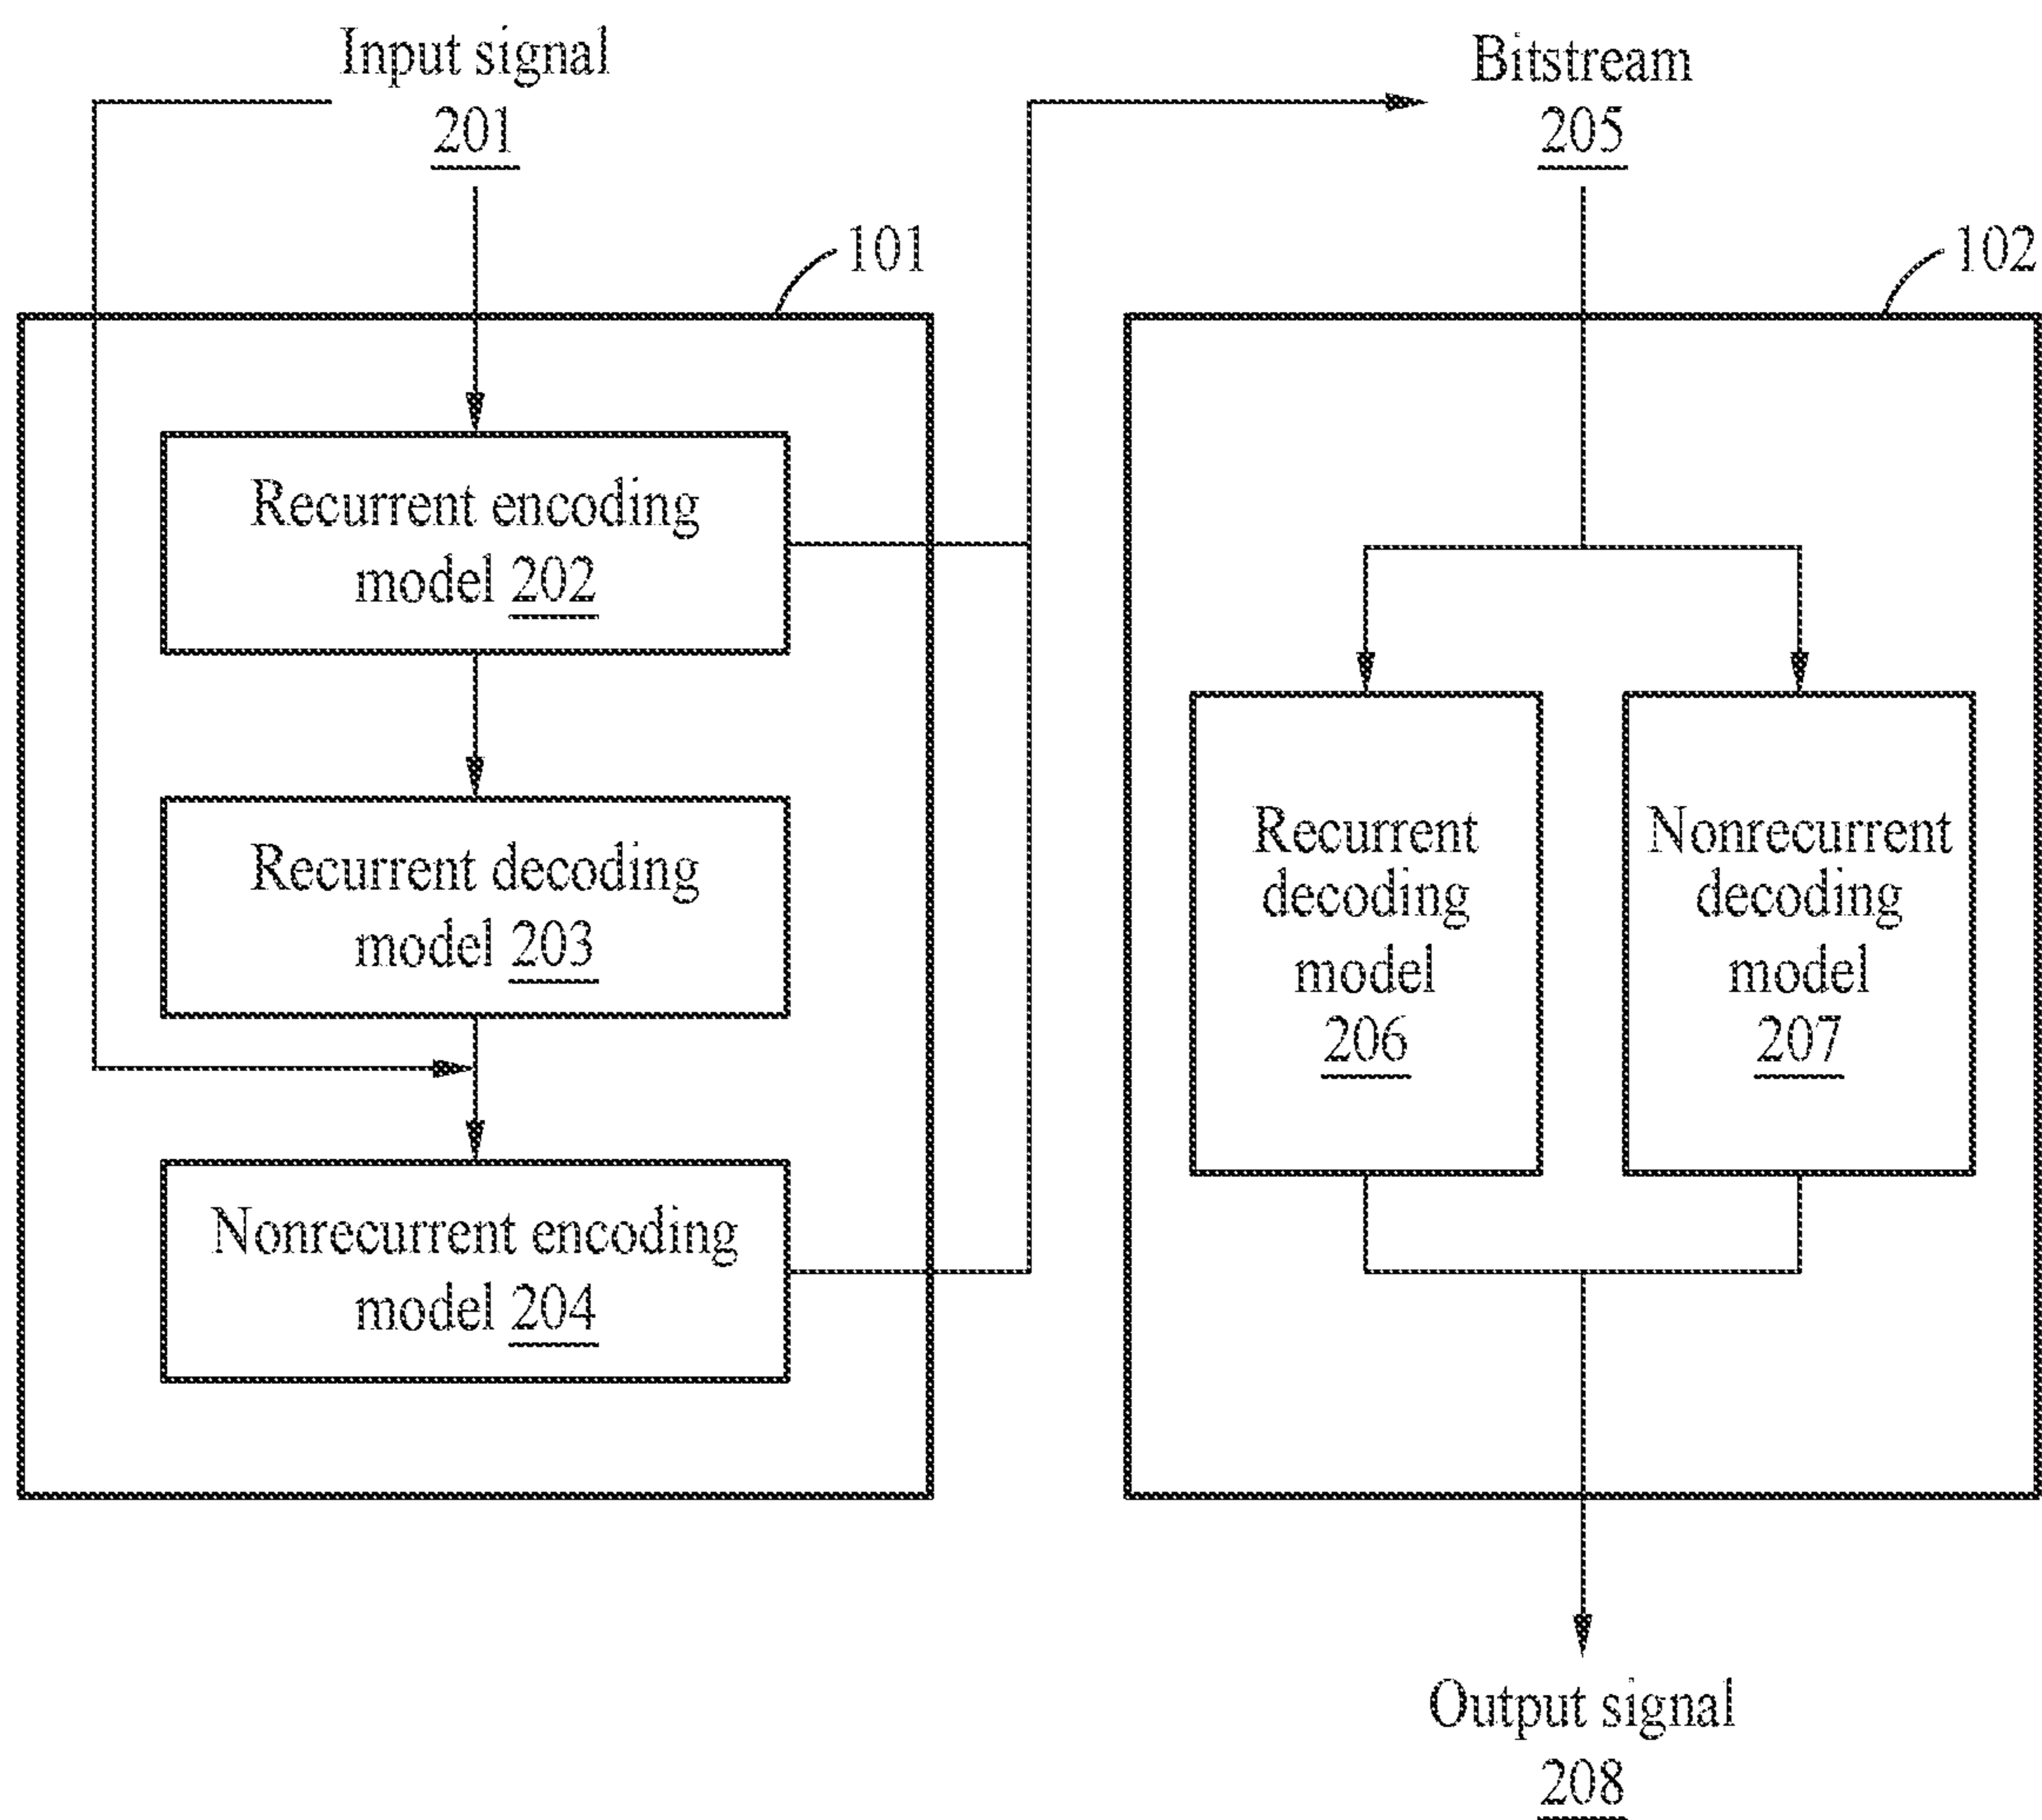 Input signal
201
101
Recurrent encoding
model 202
Recurrent decoding
model 203
Nonrecurrent encoding
model 204
Bitstream
205
102
Recurrent
decoding
model
206
Nonrecurrent
decoding
model
207
Output signal
208